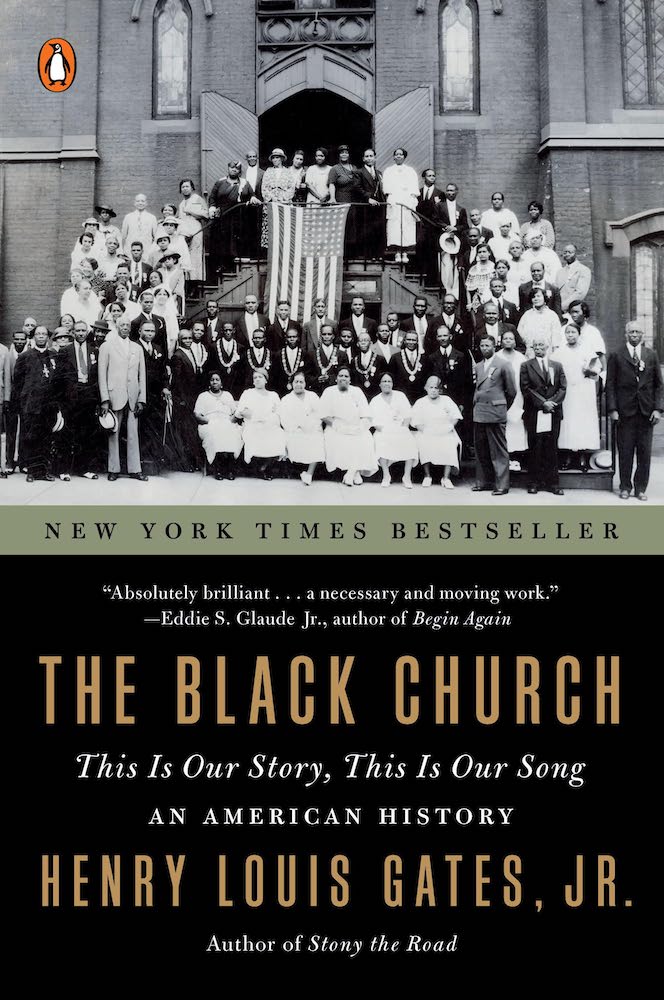 NEW YORK TIMES BESTSELLER
“Absolutely brilliant . . . a necessary and moving work.”
—Eddie S. Glaude Jr., author of Begin Again
THE BLACK CHURCH
This Is Our Story, This Is Our Song
AN AMERICAN HISTORY
HENRY LOUIS GATES, JR.
Author of Stony the Road